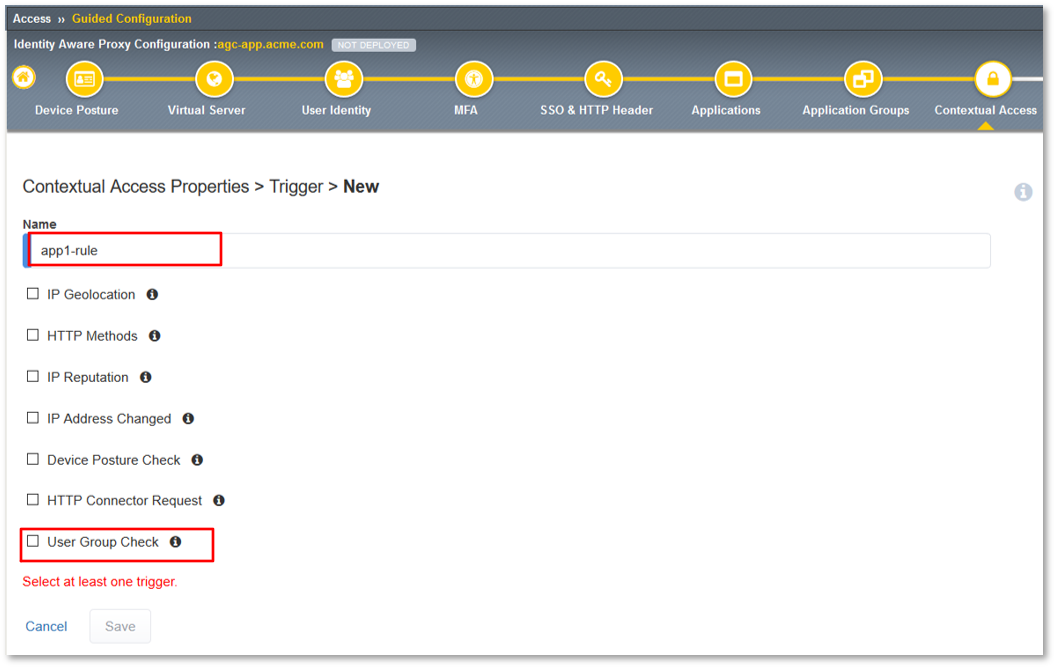 Access » Guided Configuration
Identity Aware Proxy Configuration :agc-app.acme.com NOT DEPLOYED
Device Posture Virtual Server User Identity MFA SSO & HTTP Header Applications Application Groups Contextual Access
Contextual Access Properties > Trigger > New
Name
app1-rule
IP Geolocation
HTTP Methods
IP Reputation
IP Address Changed
Device Posture Check
HTTP Connector Request
User Group Check
Select at least one trigger.
Cancel Save